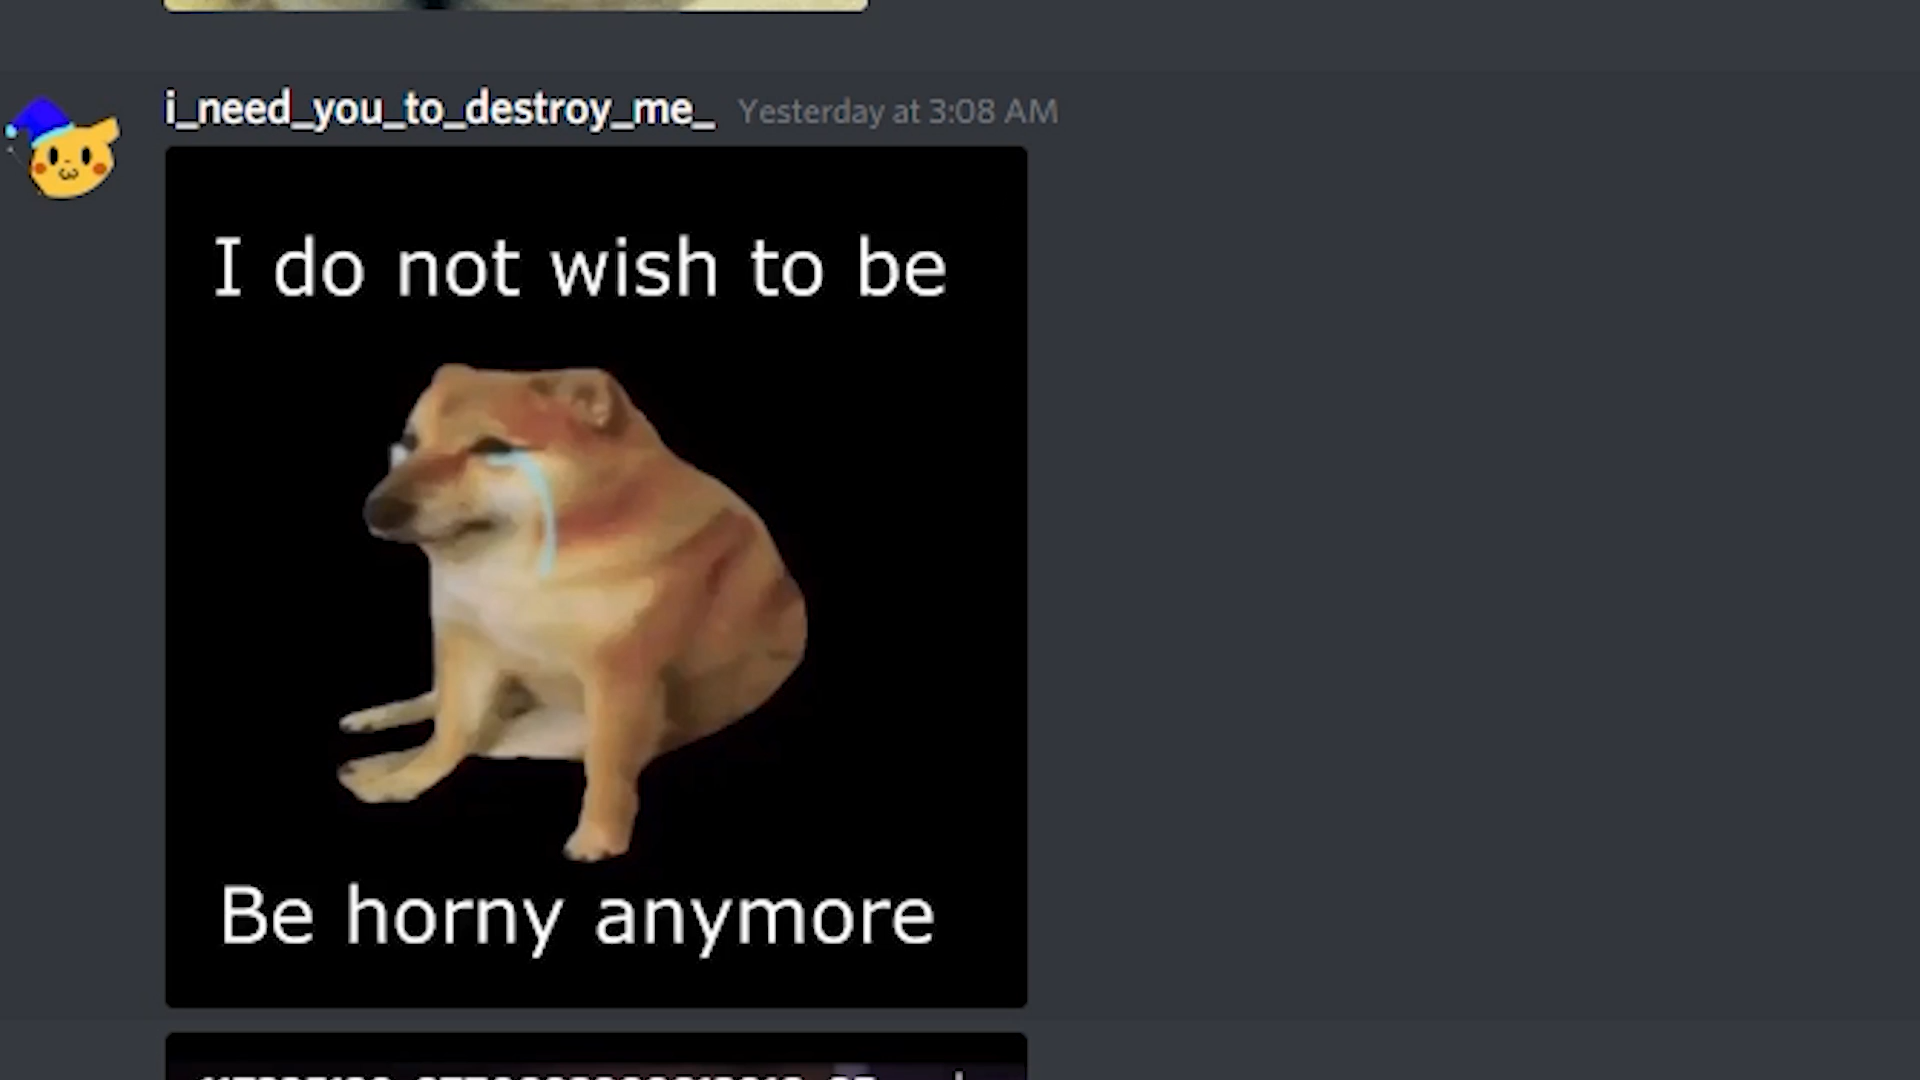 i_need_you_to_destroy_me_ Yesterday at 3:08 AM
I do not wish to be
Be horny anymore